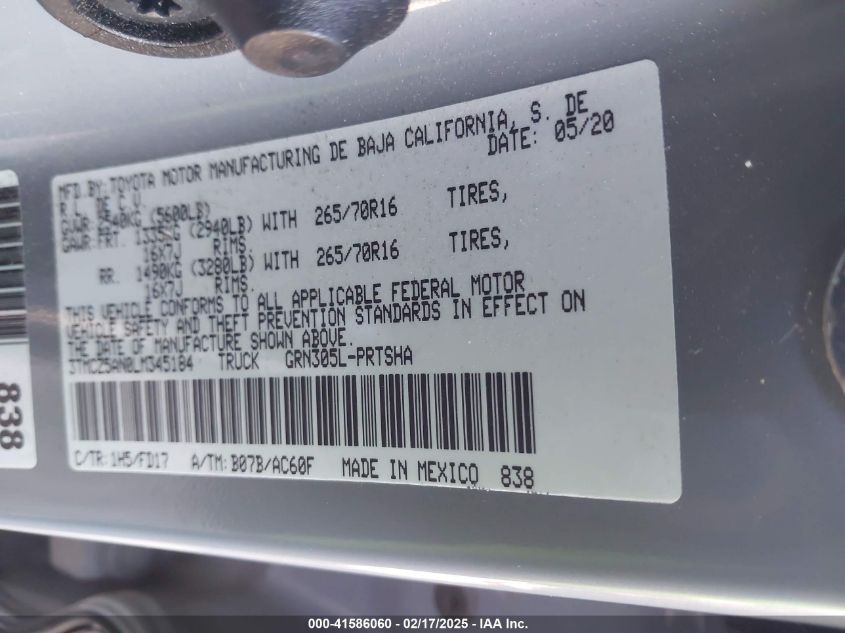 MFD BY: TOYOTA MOTOR MANUFACTURING DE BAJA CALIFORNIA, S. DE
R.L. DE C.V. DATE: 05/20
GVWR: 2540KG (5600LB)
GAWR:FRT. 1335KG (2940LB) WITH 265/70R16 TIRES,
16X7J RIMS.
RR. 1490KG (3280LB) WITH 265/70R16 TIRES,
16X7J RIMS.
THIS VEHICLE CONFORMS TO ALL APPLICABLE FEDERAL MOTOR
VEHICLE SAFETY AND THEFT PREVENTION STANDARDS IN EFFECT ON
THE DATE OF MANUFACTURE SHOWN ABOVE.
3TMCZ5AN0LM345184 TRUCK GRN305L-PRTSHA
C/TR: 1H5/FD17 A/TM: B07B/AC60F MADE IN MEXICO 838
838
000-41586060 - 02/17/2025 - IAA Inc.